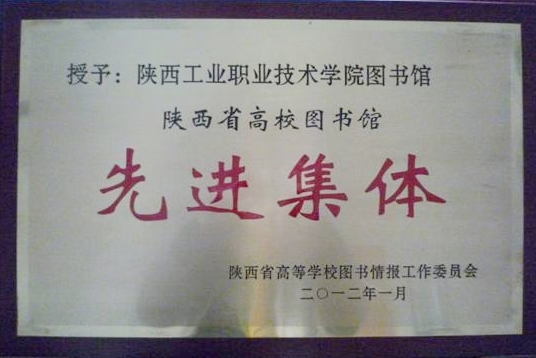 授予：陕西工业职业技术学院图书馆
陕西省高校图书馆
先进集体
陕西省高等学校图书情报工作委员会
二〇一二年一月